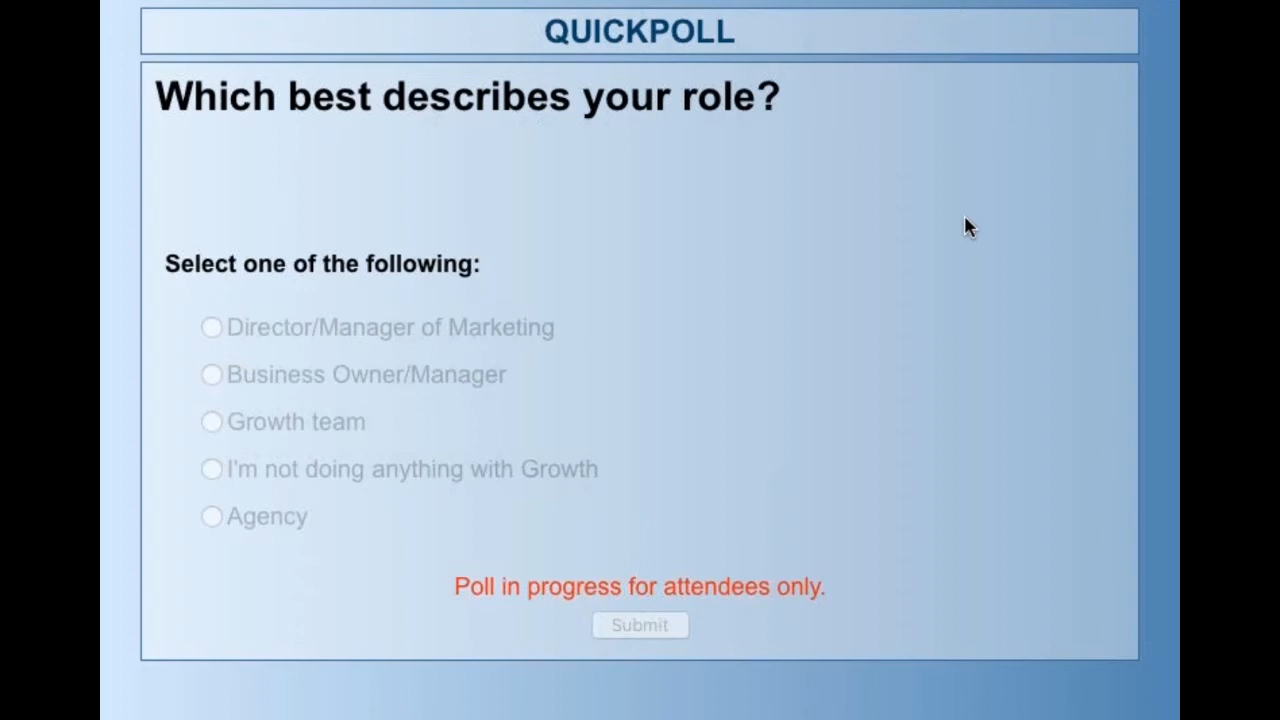 QUICKPOLL
Which best describes your role?
Select one of the following:
Director/Manager of Marketing
Business Owner/Manager
Growth team
I'm not doing anything with Growth
Agency
Poll in progress for attendees only.
Submit